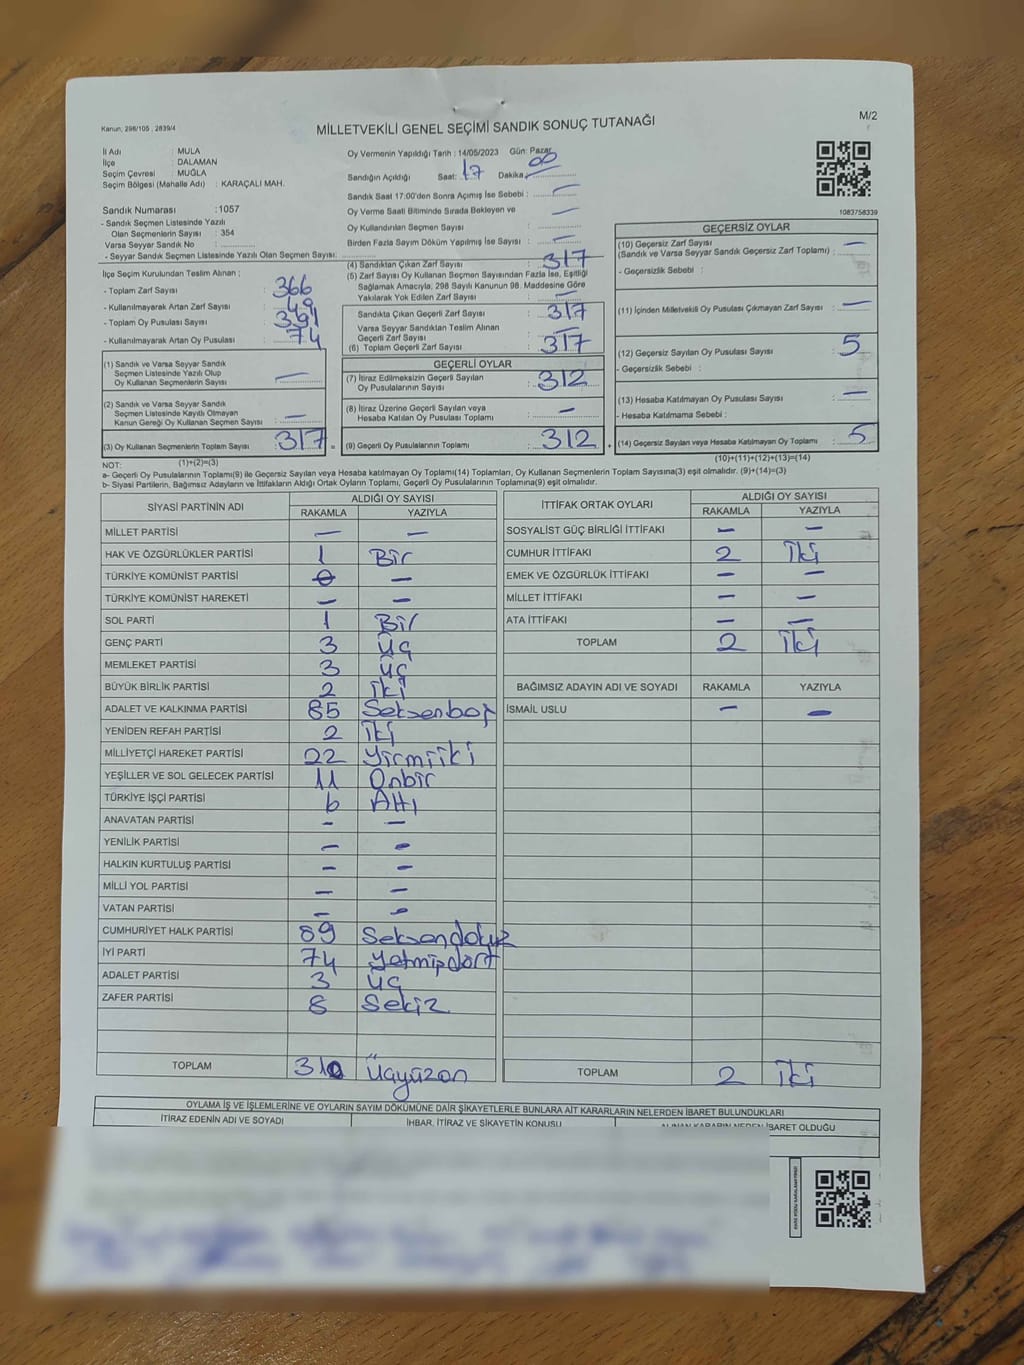 Kanun, 298/105 , 2839/4
MİLLETVEKİLİ GENEL SEÇİMİ SANDIK SONUÇ TUTANAĞI
M/2
İl Adı : MULA
İlçe : DALAMAN
Seçim Çevresi : MUĞLA
Seçim Bölgesi (Mahalle Adı) : KARAÇALI MAH.
Sandık Numarası : 1057
- Sandık Seçmen Listesinde Yazılı
Olan Seçmenlerin Sayısı : 354
Varsa Seyyar Sandık No : ..............
- Seyyar Sandık Seçmen Listesinde Yazılı Olan Seçmen Sayısı: ..............
İlçe Seçim Kurulundan Teslim Alınan ;
- Toplam Zarf Sayısı : 366
- Kullanılmayarak Artan Zarf Sayısı : 49
- Toplam Oy Pusulası Sayısı : 391
- Kullanılmayarak Artan Oy Pusulası : 74
(1) Sandık ve Varsa Seyyar Sandık
Seçmen Listesinde Yazılı Olup
Oy Kullanan Seçmenlerin Sayısı : —
(2) Sandık ve Varsa Seyyar Sandık
Seçmen Listesinde Kayıtlı Olmayan
Kanun Gereği Oy Kullanan Seçmen Sayısı : —
(3) Oy Kullanan Seçmenlerin Toplam Sayısı : 317
(1)+(2)=(3)
Oy Vermenin Yapıldığı Tarih : 14/05/2023 Gün: Pazar
Sandığın Açıldığı Saat: 17 Dakika 00
Sandık Saat 17:00'den Sonra Açımış İse Sebebi : —
Oy Verme Saati Bitiminde Sırada Bekleyen ve —
Oy Kullandırılan Seçmen Sayısı :
Birden Fazla Sayım Döküm Yapılmış İse Sayısı : —
(4) Sandıktan Çıkan Zarf Sayısı : 317
(5) Zarf Sayısı Oy Kullanan Seçmen Sayısından Fazla İse, Eşitliği
Sağlamak Amacıyla, 298 Sayılı Kanunun 98. Maddesine Göre
Yakılarak Yok Edilen Zarf Sayısı : —
Sandıkta Çıkan Geçerli Zarf Sayısı : 317
Varsa Seyyar Sandıktan Teslim Alınan
Geçerli Zarf Sayısı : —
(6) Toplam Geçerli Zarf Sayısı : 317
GEÇERLİ OYLAR
(7) İtiraz Edilmeksizin Geçerli Sayılan
Oy Pusulalarının Sayısı : 312
(8) İtiraz Üzerine Geçerli Sayılan veya
Hesaba Katılan Oy Pusulası Toplamı : —
(9) Geçerli Oy Pusulalarının Toplamı : 312
1083758339
GEÇERSİZ OYLAR
(10) Geçersiz Zarf Sayısı
(Sandık ve Varsa Seyyar Sandık Geçersiz Zarf Toplamı) : —
- Geçersizlik Sebebi :
(11) İçinden Milletvekili Oy Pusulası Çıkmayan Zarf Sayısı : —
(12) Geçersiz Sayılan Oy Pusulası Sayısı : 5
- Geçersizlik Sebebi :
(13) Hesaba Katılmayan Oy Pusulası Sayısı : —
- Hesaba Katılmama Sebebi :
(14) Geçersiz Sayılan veya Hesaba Katılmayan Oy Toplamı : 5
(10)+(11)+(12)+(13)=(14)
NOT:
a- Geçerli Oy Pusulalarının Toplamı(9) ile Geçersiz Sayılan veya Hesaba katılmayan Oy Toplamı(14) Toplamları, Oy Kullanan Seçmenlerin Toplam Sayısına(3) eşit olmalıdır. (9)+(14)=(3)
b- Siyasi Partilerin, Bağımsız Adayların ve İttifakların Aldığı Oy Sayıların Toplamı, Geçerli Oy Pusulalarının Toplamına(9) eşit olmalıdır.
SİYASİ PARTİNİN ADI ALDIĞI OY SAYISI
RAKAMLA YAZIYLA
MİLLET PARTİSİ — —
HAK VE ÖZGÜRLÜKLER PARTİSİ 1 Bir
TÜRKİYE KOMÜNİST PARTİSİ 0 —
TÜRKİYE KOMÜNİST HAREKETİ — —
SOL PARTİ 1 Bir
GENÇ PARTİ 3 üç
MEMLEKET PARTİSİ 3 üç
BÜYÜK BİRLİK PARTİSİ 2 iki
ADALET VE KALKINMA PARTİSİ 85 Seksenbeş
YENİDEN REFAH PARTİSİ 2 iki
MİLLİYETÇİ HAREKET PARTİSİ 22 Yirmiiki
YEŞİLLER VE SOL GELECEK PARTİSİ 11 Onbir
TÜRKİYE İŞÇİ PARTİSİ 6 Altı
ANAVATAN PARTİSİ — —
YENİLİK PARTİSİ — —
HALKIN KURTULUŞ PARTİSİ — —
MİLLİ YOL PARTİSİ — —
VATAN PARTİSİ — —
CUMHURİYET HALK PARTİSİ 89 Seksendokuz
İYİ PARTİ 74 Yetmişdört
ADALET PARTİSİ 3 üç
ZAFER PARTİSİ 8 Sekiz
TOPLAM 310 Üçyüzon
İTTİFAK ORTAK OYLARI ALDIĞI OY SAYISI
RAKAMLA YAZIYLA
SOSYALİST GÜÇ BİRLİĞİ İTTİFAKI — —
CUMHUR İTTİFAKI 2 İki
EMEK VE ÖZGÜRLÜK İTTİFAKI — —
MİLLET İTTİFAKI — —
ATA İTTİFAKI — —
TOPLAM 2 İki
BAĞIMSIZ ADAYIN ADI VE SOYADI RAKAMLA YAZIYLA
İSMAİL USLU — —
TOPLAM 2 İki
OYLAMA İŞ VE İŞLEMLERİNE VE OYLARIN SAYIM DÖKÜMÜNE DAİR ŞİKAYETLERLE BUNLARA AİT KARARLARIN NELERDEN İBARET BULUNDUKLARI
İTİRAZ EDENİN ADI VE SOYADI İHBAR, İTİRAZ VE ŞİKAYETİN KONUSU ALINAN KARARIN NEDEN İBARET OLDUĞU